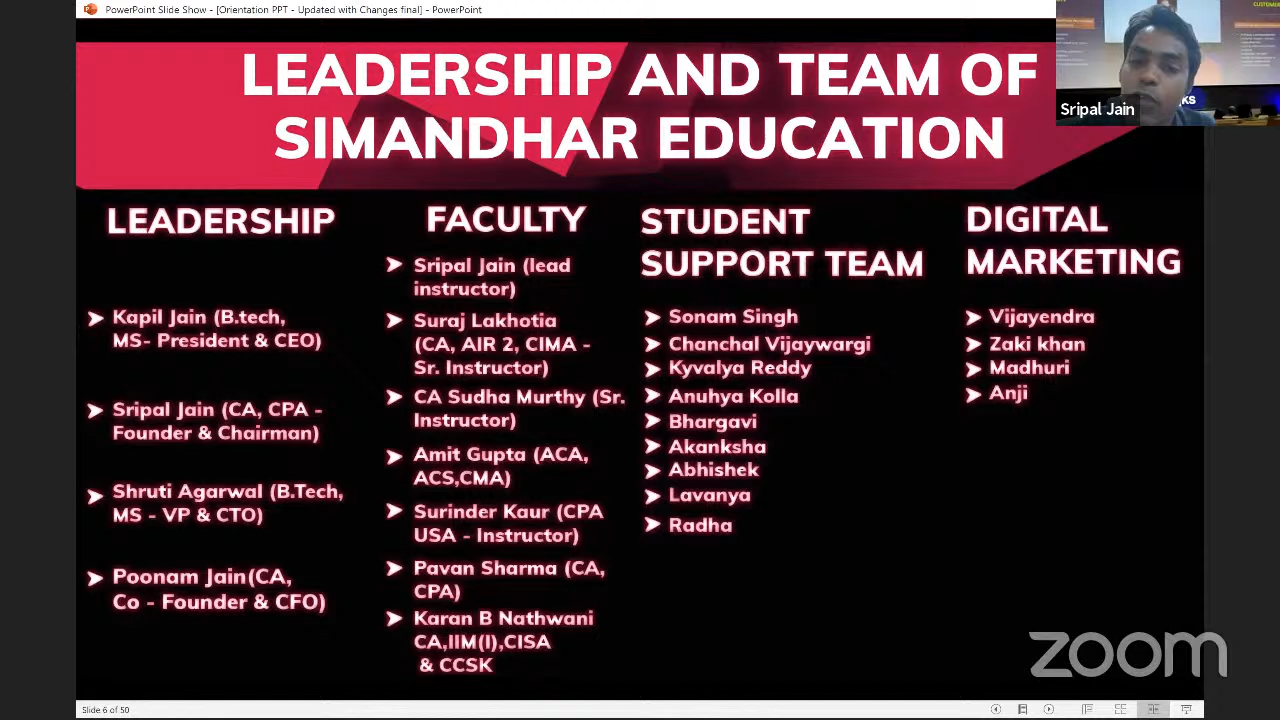 PowerPoint Slide Show - [Orientation PPT - Updated with Changes final] - PowerPoint
LEADERSHIP AND TEAM OF
SIMANDHAR EDUCATION
Sripal Jain
LEADERSHIP
Kapil Jain (B.tech,
MS- President & CEO)
Sripal Jain (CA, CPA -
Founder & Chairman)
Shruti Agarwal (B.Tech,
MS - VP & CTO)
Poonam Jain(CA,
Co - Founder & CFO)
FACULTY
Sripal Jain (lead
instructor)
Suraj Lakhotia
(CA, AIR 2, CIMA -
Sr. Instructor)
CA Sudha Murthy (Sr.
Instructor)
Amit Gupta (ACA,
ACS,CMA)
Surinder Kaur (CPA
USA - Instructor)
Pavan Sharma (CA,
CPA)
Karan B Nathwani
CA,IIM(I),CISA
& CCSK
STUDENT
SUPPORT TEAM
Sonam Singh
Chanchal Vijaywargi
Kyvalya Reddy
Anuhya Kolla
Bhargavi
Akanksha
Abhishek
Lavanya
Radha
DIGITAL
MARKETING
Vijayendra
Zaki khan
Madhuri
Anji
zoom
Slide 6 of 50